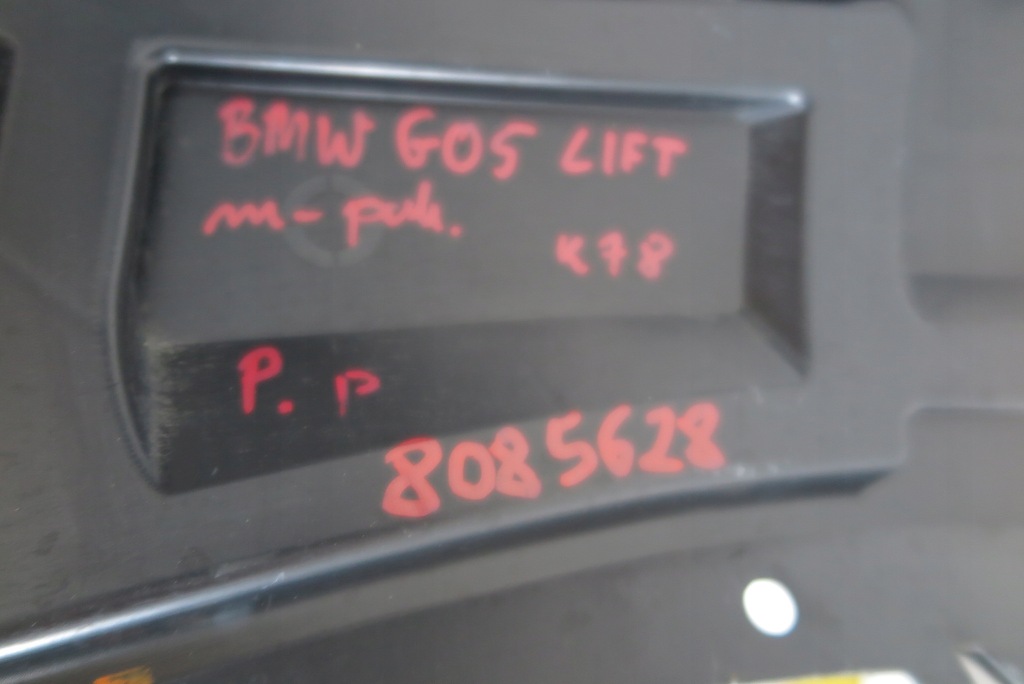 BMW G05 LIFT
m-pak.
K78
P. P
8085628